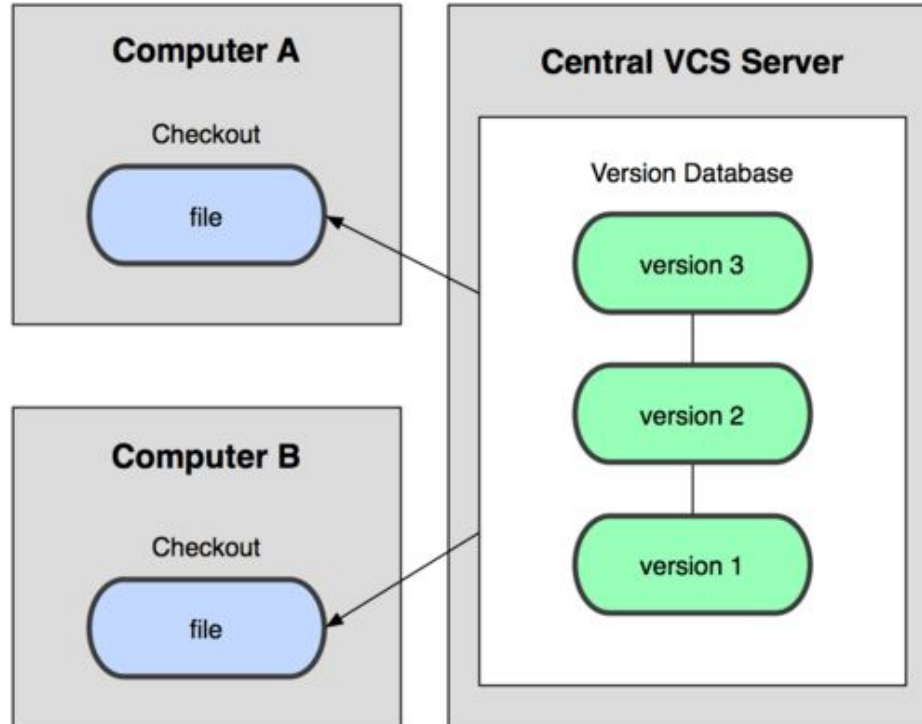 Computer A
Checkout
file
Computer B
Checkout
file
Central VCS Server
Version Database
version 3
version 2
version 1